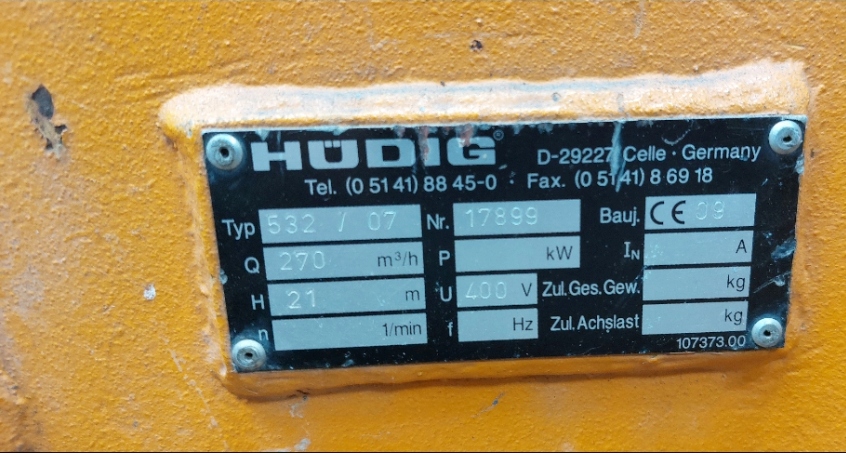 HÜDIG® D-29227 Celle · Germany
Tel. (0 51 41) 88 45-0 · Fax. (0 51 41) 8 69 18
Typ 532 / 07 Nr. 17899 Bauj. CE 09
Q 270 m³/h P kW IN A
H 21 m U 400 V Zul.Ges.Gew. kg
n 1/min f Hz Zul.Achslast kg
107373.00